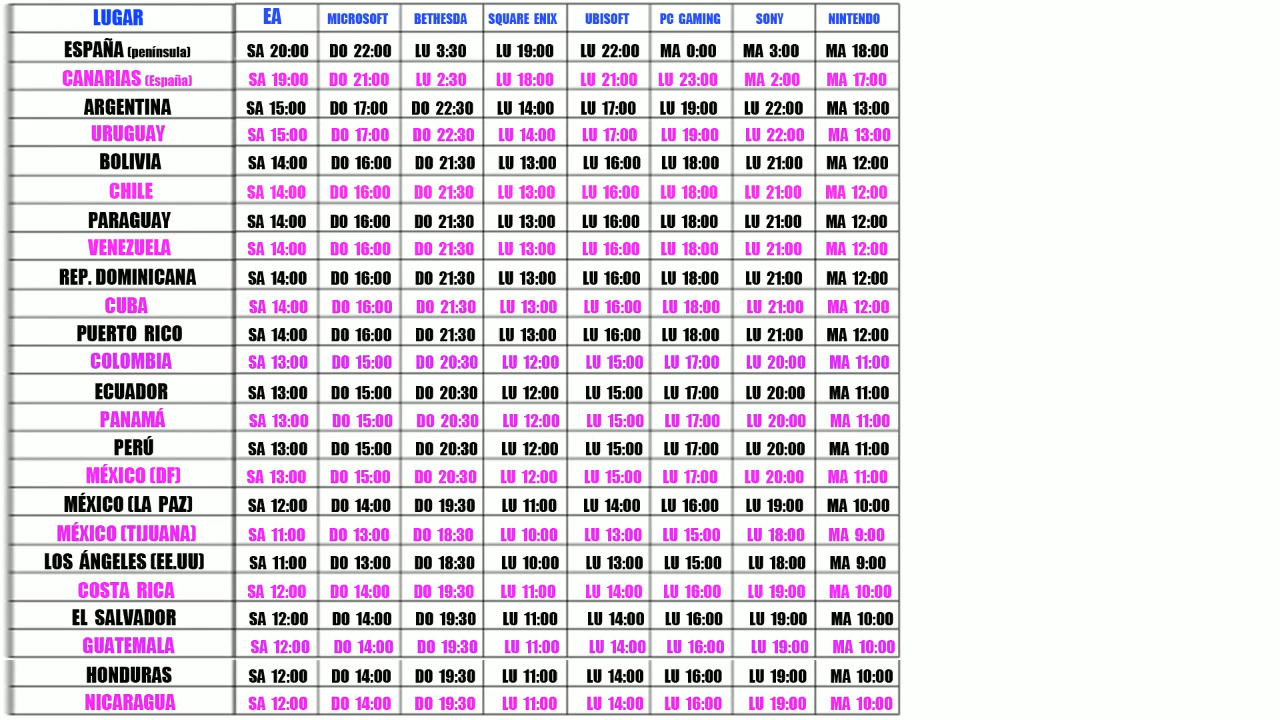 LUGAR EA MICROSOFT BETHESDA SQUARE ENIX UBISOFT PC GAMING SONY NINTENDO
ESPAÑA (península) SA 20:00 DO 22:00 LU 3:30 LU 19:00 LU 22:00 MA 0:00 MA 3:00 MA 18:00
CANARIAS (España) SA 19:00 DO 21:00 LU 2:30 LU 18:00 LU 21:00 LU 23:00 MA 2:00 MA 17:00
ARGENTINA SA 15:00 DO 17:00 DO 22:30 LU 14:00 LU 17:00 LU 19:00 LU 22:00 MA 13:00
URUGUAY SA 15:00 DO 17:00 DO 22:30 LU 14:00 LU 17:00 LU 19:00 LU 22:00 MA 13:00
BOLIVIA SA 14:00 DO 16:00 DO 21:30 LU 13:00 LU 16:00 LU 18:00 LU 21:00 MA 12:00
CHILE SA 14:00 DO 16:00 DO 21:30 LU 13:00 LU 16:00 LU 18:00 LU 21:00 MA 12:00
PARAGUAY SA 14:00 DO 16:00 DO 21:30 LU 13:00 LU 16:00 LU 18:00 LU 21:00 MA 12:00
VENEZUELA SA 14:00 DO 16:00 DO 21:30 LU 13:00 LU 16:00 LU 18:00 LU 21:00 MA 12:00
REP. DOMINICANA SA 14:00 DO 16:00 DO 21:30 LU 13:00 LU 16:00 LU 18:00 LU 21:00 MA 12:00
CUBA SA 14:00 DO 16:00 DO 21:30 LU 13:00 LU 16:00 LU 18:00 LU 21:00 MA 12:00
PUERTO RICO SA 14:00 DO 16:00 DO 21:30 LU 13:00 LU 16:00 LU 18:00 LU 21:00 MA 12:00
COLOMBIA SA 13:00 DO 15:00 DO 20:30 LU 12:00 LU 15:00 LU 17:00 LU 20:00 MA 11:00
ECUADOR SA 13:00 DO 15:00 DO 20:30 LU 12:00 LU 15:00 LU 17:00 LU 20:00 MA 11:00
PANAMÁ SA 13:00 DO 15:00 DO 20:30 LU 12:00 LU 15:00 LU 17:00 LU 20:00 MA 11:00
PERÚ SA 13:00 DO 15:00 DO 20:30 LU 12:00 LU 15:00 LU 17:00 LU 20:00 MA 11:00
MÉXICO (DF) SA 13:00 DO 15:00 DO 20:30 LU 12:00 LU 15:00 LU 17:00 LU 20:00 MA 11:00
MÉXICO (LA PAZ) SA 12:00 DO 14:00 DO 19:30 LU 11:00 LU 14:00 LU 16:00 LU 19:00 MA 10:00
MÉXICO (TIJUANA) SA 11:00 DO 13:00 DO 18:30 LU 10:00 LU 13:00 LU 15:00 LU 18:00 MA 9:00
LOS ÁNGELES (EE.UU) SA 11:00 DO 13:00 DO 18:30 LU 10:00 LU 13:00 LU 15:00 LU 18:00 MA 9:00
COSTA RICA SA 12:00 DO 14:00 DO 19:30 LU 11:00 LU 14:00 LU 16:00 LU 19:00 MA 10:00
EL SALVADOR SA 12:00 DO 14:00 DO 19:30 LU 11:00 LU 14:00 LU 16:00 LU 19:00 MA 10:00
GUATEMALA SA 12:00 DO 14:00 DO 19:30 LU 11:00 LU 14:00 LU 16:00 LU 19:00 MA 10:00
HONDURAS SA 12:00 DO 14:00 DO 19:30 LU 11:00 LU 14:00 LU 16:00 LU 19:00 MA 10:00
NICARAGUA SA 12:00 DO 14:00 DO 19:30 LU 11:00 LU 14:00 LU 16:00 LU 19:00 MA 10:00